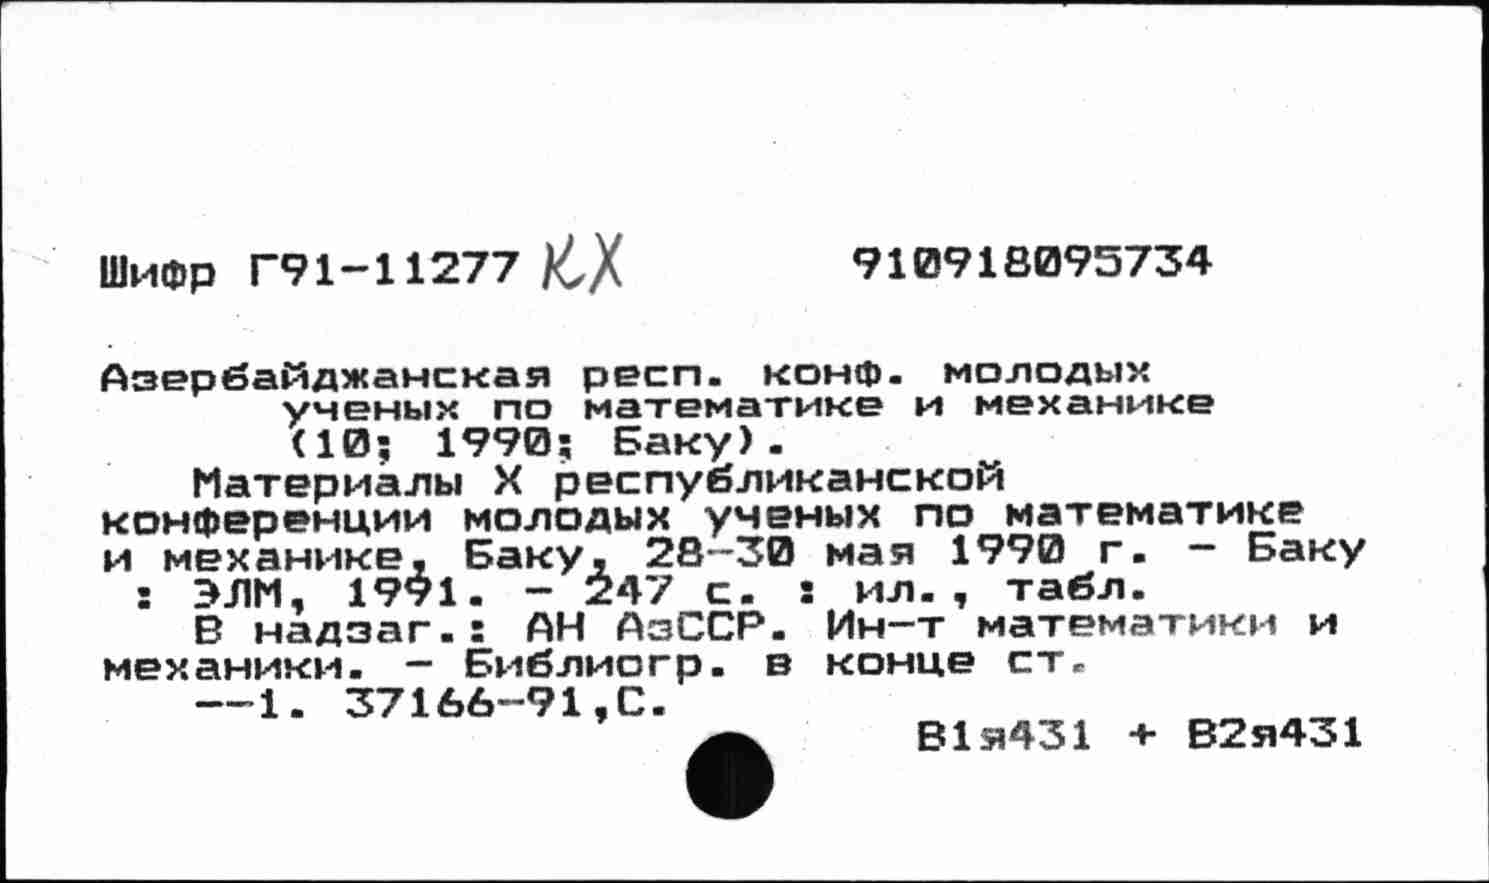 Шифр Г91-11277 КХ 910918095734
Азербайджанская респ. конф. молодых
ученых по математике и механике
(10; 1990; Баку).
Материалы X республиканской
конференции молодых ученых по математике
и механике, Баку, 28-30 мая 1990 г. - Баку
: ЭЛМ, 1991. - 247 с. : ил., табл.
В надзаг.: АН АзССР. Ин-т математики и
механики. - Библиогр. в конце ст.
--1. 37166-91,С.
В1я431 + В2я431